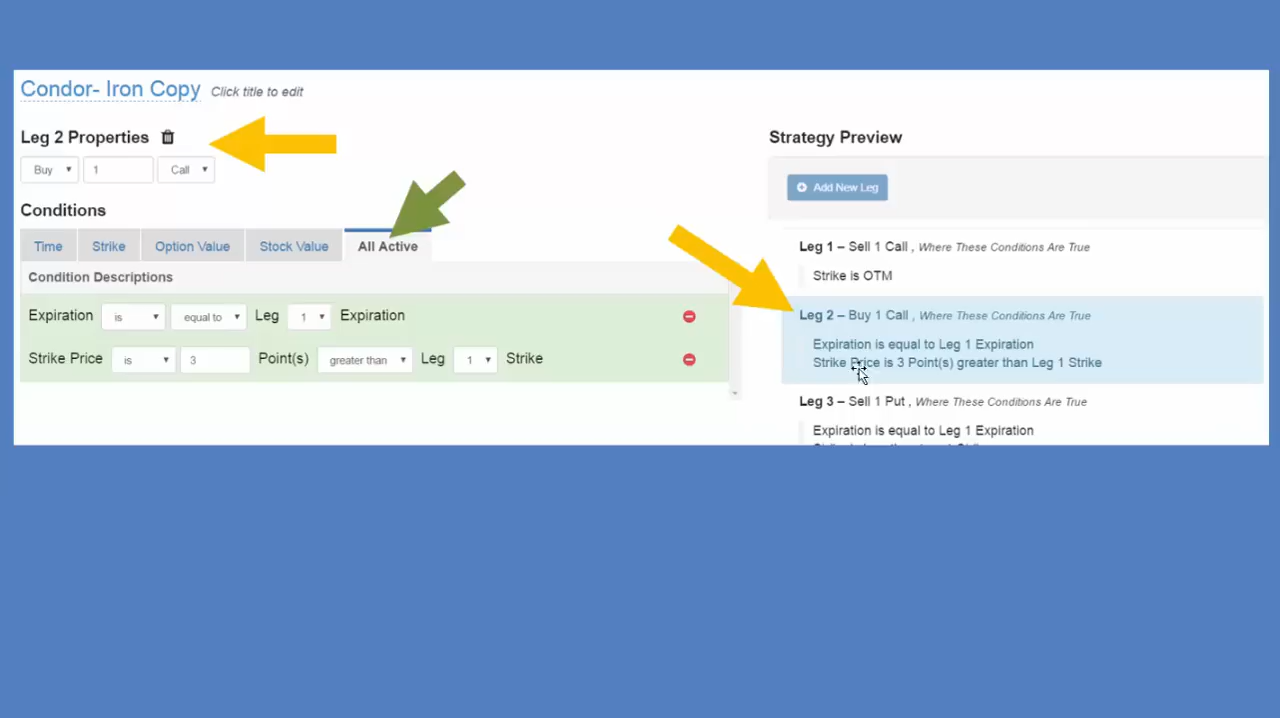 Condor- Iron Copy Click title to edit
Leg 2 Properties
Buy 1 Call
Conditions
Time Strike Option Value Stock Value All Active
Condition Descriptions
Expiration is equal to Leg 1 Expiration
Strike Price is 3 Point(s) greater than Leg 1 Strike
Strategy Preview
Add New Leg
Leg 1 – Sell 1 Call , Where These Conditions Are True
Strike is OTM
Leg 2 – Buy 1 Call , Where These Conditions Are True
Expiration is equal to Leg 1 Expiration
Strike Price is 3 Point(s) greater than Leg 1 Strike
Leg 3 – Sell 1 Put , Where These Conditions Are True
Expiration is equal to Leg 1 Expiration